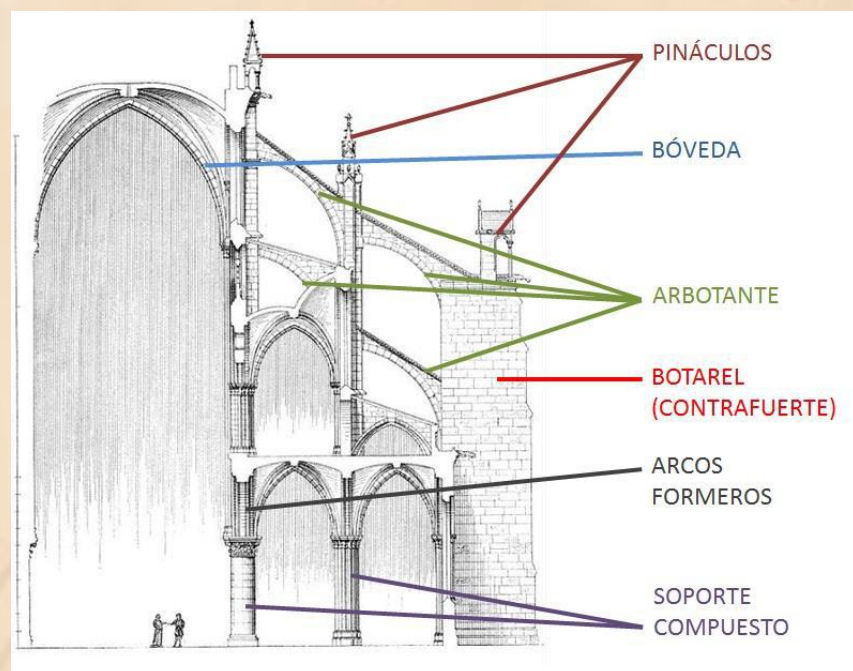 PINÁCULOS
BÓVEDA
ARBOTANTE
BOTAREL
(CONTRAFUERTE)
ARCOS
FORMEROS
SOPORTE
COMPUESTO